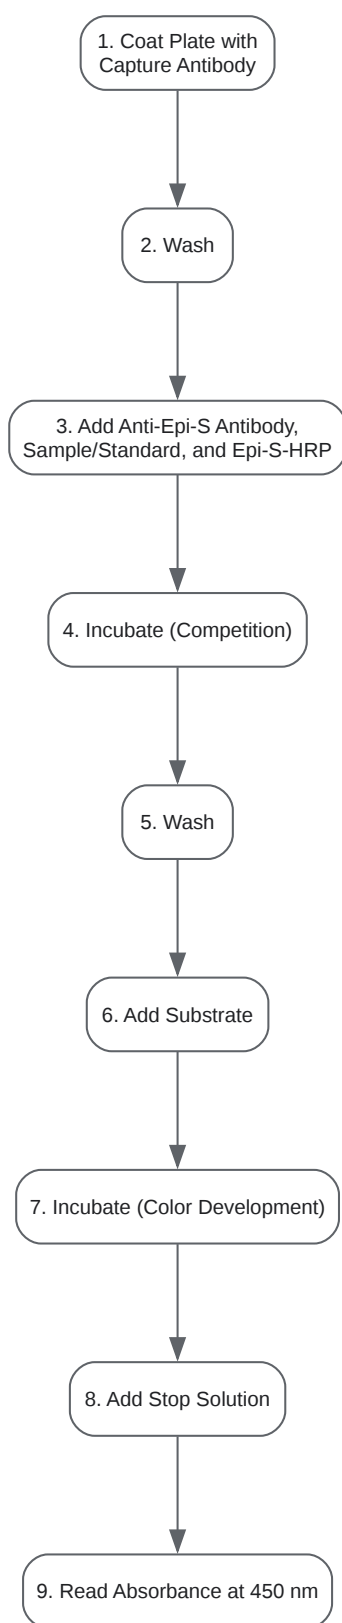 1. Coat Plate with
Capture Antibody
2. Wash
3. Add Anti-Epi-S Antibody,
Sample/Standard, and Epi-S-HRP
4. Incubate (Competition)
5. Wash
6. Add Substrate
7. Incubate (Color Development)
8. Add Stop Solution
9. Read Absorbance at 450 nm